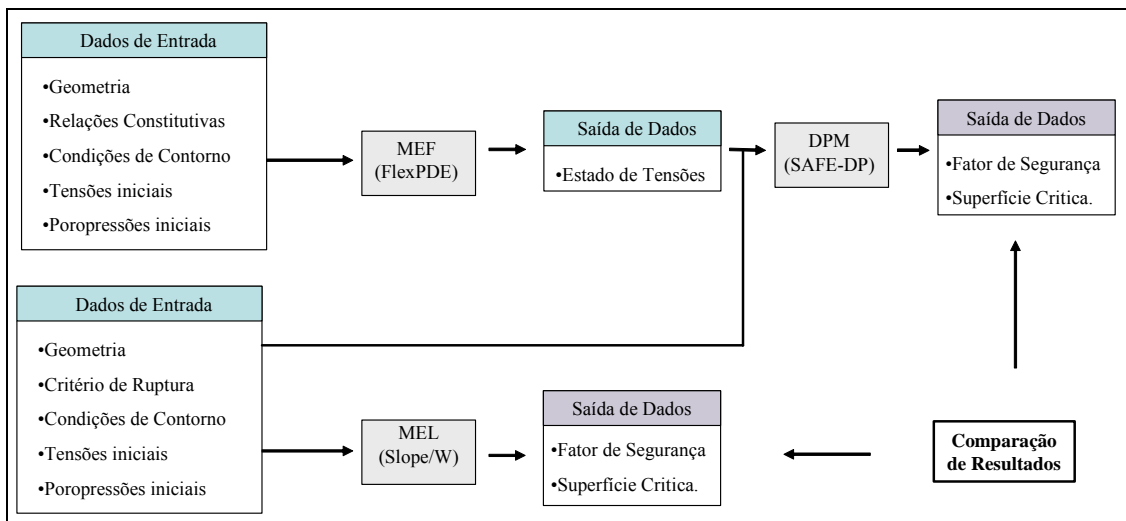 Dados de Entrada
•Geometria
•Relações Constitutivas
•Condições de Contorno
•Tensões iniciais
•Poropressões iniciais
MEF
(FlexPDE)
Saída de Dados
•Estado de Tensões
DPM
(SAFE-DP)
Saída de Dados
•Fator de Segurança
•Superfície Critica.
Dados de Entrada
•Geometria
•Critério de Ruptura
•Condições de Contorno
•Tensões iniciais
•Poropressões iniciais
MEL
(Slope/W)
Saída de Dados
•Fator de Segurança
•Superfície Critica.
Comparação
de Resultados